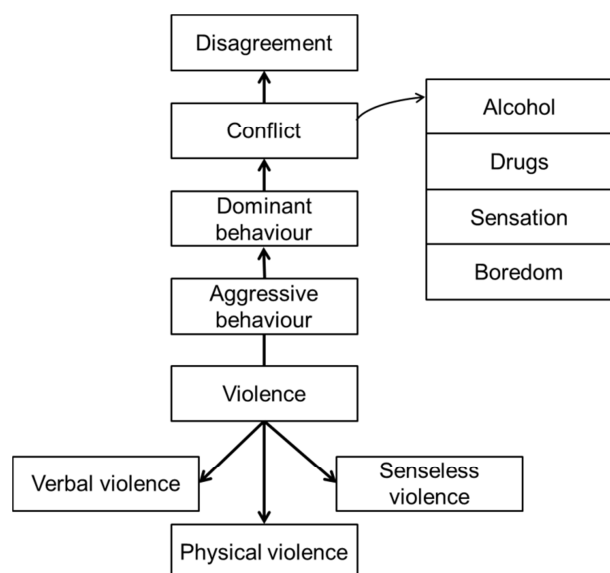 Disagreement
Conflict
Alcohol
Drugs
Sensation
Boredom
Dominant
behaviour
Aggressive
behaviour
Violence
Verbal violence
Senseless
violence
Physical violence